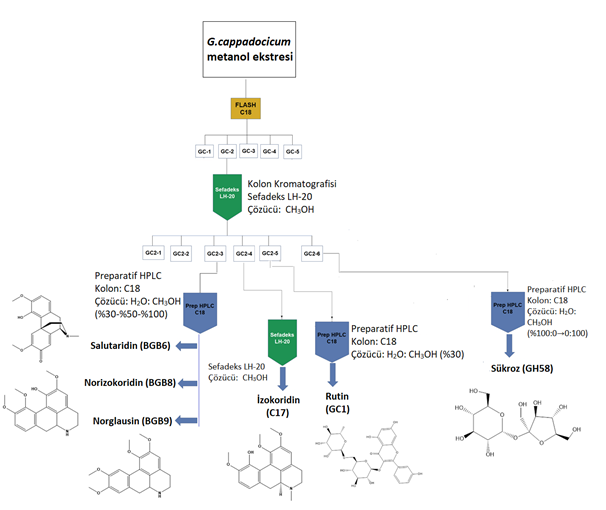 G.cappadocicum
metanol ekstresi
FLASH
C18
GC-1
GC-2
GC-3
GC-4
GC-5
Sefadeks
LH-20
Kolon Kromatografisi
Sefadeks LH-20
Çözücü: CH₃OH
GC2-1
GC2-2
GC2-3
GC2-4
GC2-5
GC2-6
Preparatif HPLC
Kolon: C18
Çözücü: H₂O: CH₃OH
(%30-%50-%100)
Prep HPLC
C18
Salutaridin (BGB6)
Norizokoridin (BGB8)
Norglausin (BGB9)
Sefadeks
LH-20
Sefadeks LH-20
Çözücü: CH₃OH
İzokoridin
(C17)
Prep HPLC
C18
Preparatif HPLC
Kolon: C18
Çözücü: H₂O: CH₃OH (%30)
Rutin
(GC1)
Prep HPLC
C18
Preparatif HPLC
Kolon: C18
Çözücü: H₂O:
CH₃OH
(%100:0→0:100)
Sükroz (GH58)